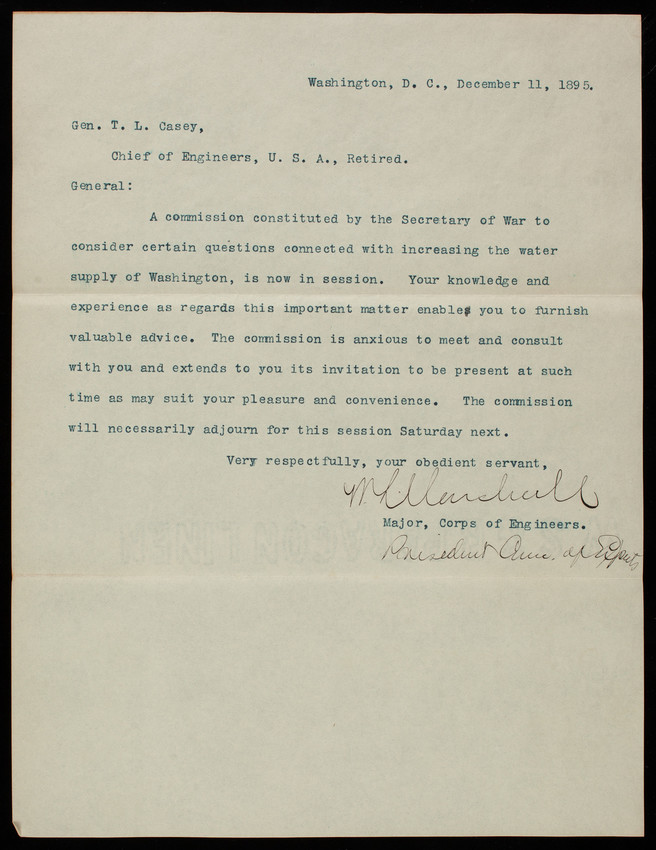 Washington, D. C., December 11, 1895.
Gen. T. L. Casey,
Chief of Engineers, U. S. A., Retired.
General:
A commission constituted by the Secretary of War to
consider certain questions connected with increasing the water
supply of Washington, is now in session. Your knowledge and
experience as regards this important matter enables you to furnish
valuable advice. The commission is anxious to meet and consult
with you and extends to you its invitation to be present at such
time as may suit your pleasure and convenience. The commission
will necessarily adjourn for this session Saturday next.
Very respectfully, your obedient servant,
W. L. Marshall
Major, Corps of Engineers.
President Com. of Experts